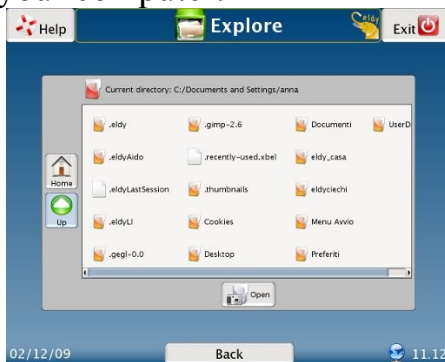 Help
Explore
Eldy
Exit
Current directory: C:/Documents and Settings/anna
.eldy
.gimp-2.6
Documenti
UserD
.eldyAido
.recently-used.xbel
eldy_casa
Home
.eldyLastSession
.thumbnails
eldyciechi
Up
.eldyLI
Cookies
Menu Avvio
.gegl-0.0
Desktop
Preferiti
Open
02/12/09
Back
11.12